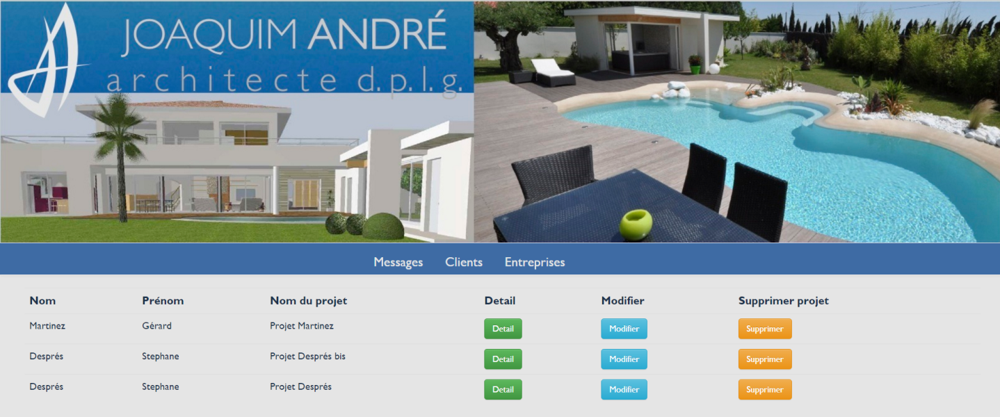 JOAQUIM ANDRÉ
architecte d.p.l.g.
Messages Clients Entreprises
Nom Prénom Nom du projet Detail Modifier Supprimer projet
Martinez Gérard Projet Martinez Detail Modifier Supprimer
Després Stephane Projet Després bis Detail Modifier Supprimer
Després Stephane Projet Després Detail Modifier Supprimer